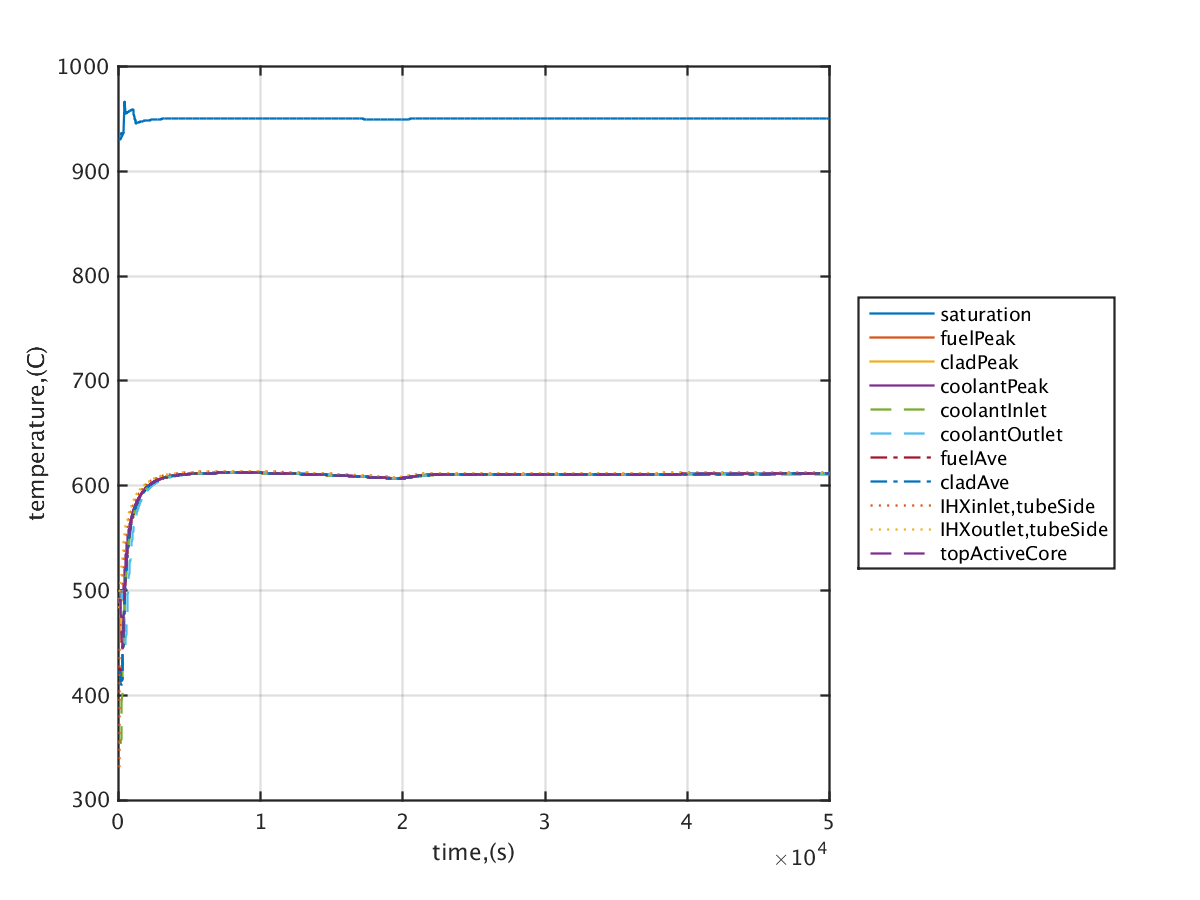 1000
900
800
700
600
500
400
300
temperature,(C)
0
1
2
3
4
5
time,(s)
×10^4
saturation
fuelPeak
cladPeak
coolantPeak
coolantInlet
coolantOutlet
fuelAve
cladAve
IHXinlet,tubeSide
IHXoutlet,tubeSide
topActiveCore